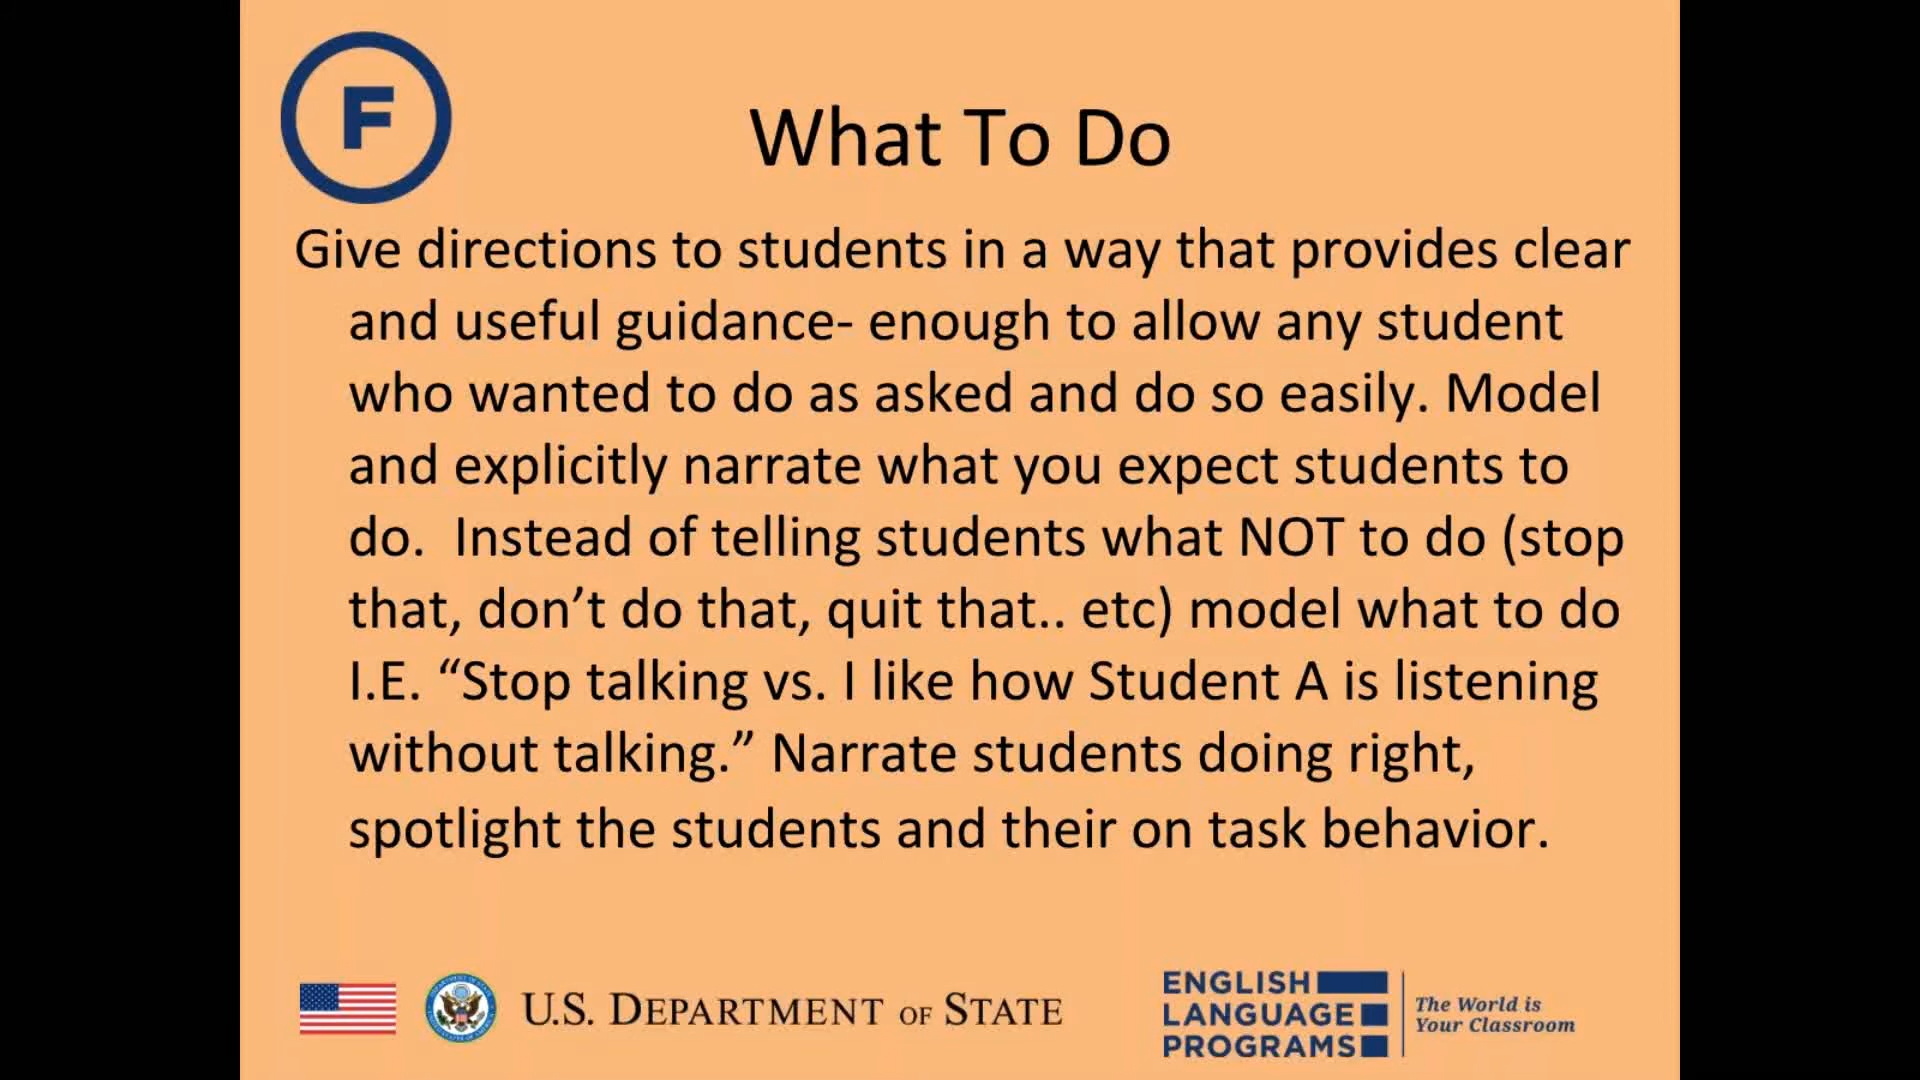 F
What To Do
Give directions to students in a way that provides clear
and useful guidance- enough to allow any student
who wanted to do as asked and do so easily. Model
and explicitly narrate what you expect students to
do.  Instead of telling students what NOT to do (stop
that, don’t do that, quit that.. etc) model what to do
I.E. “Stop talking vs. I like how Student A is listening
without talking.” Narrate students doing right,
spotlight the students and their on task behavior.
U.S. DEPARTMENT OF STATE
ENGLISH
LANGUAGE
PROGRAMS
The World is
Your Classroom